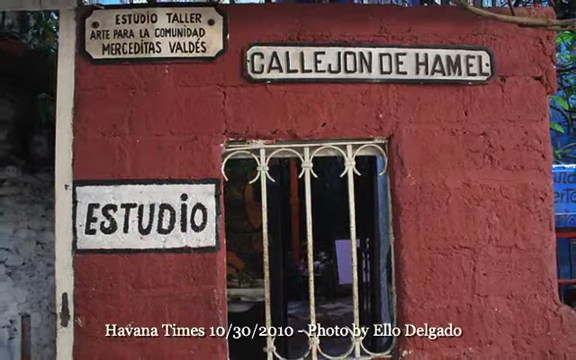 ESTUDIO TALLER
ARTE PARA LA COMUNIDAD
MERCEDITAS VALDÉS
CALLEJON DE HAMEL
ESTUDiO
Havana Times 10/30/2010 - Photo by Ello Delgado